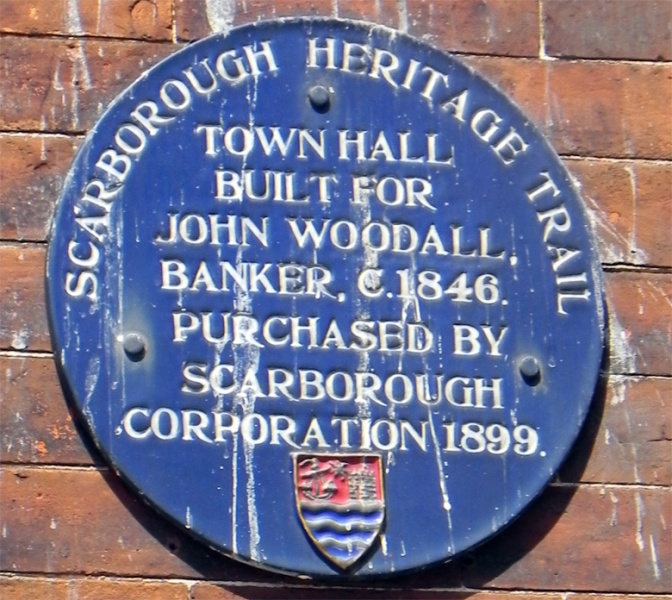 SCARBOROUGH HERITAGE TRAIL
TOWN HALL
BUILT FOR
JOHN WOODALL,
BANKER, C.1846.
PURCHASED BY
SCARBOROUGH
CORPORATION 1899.